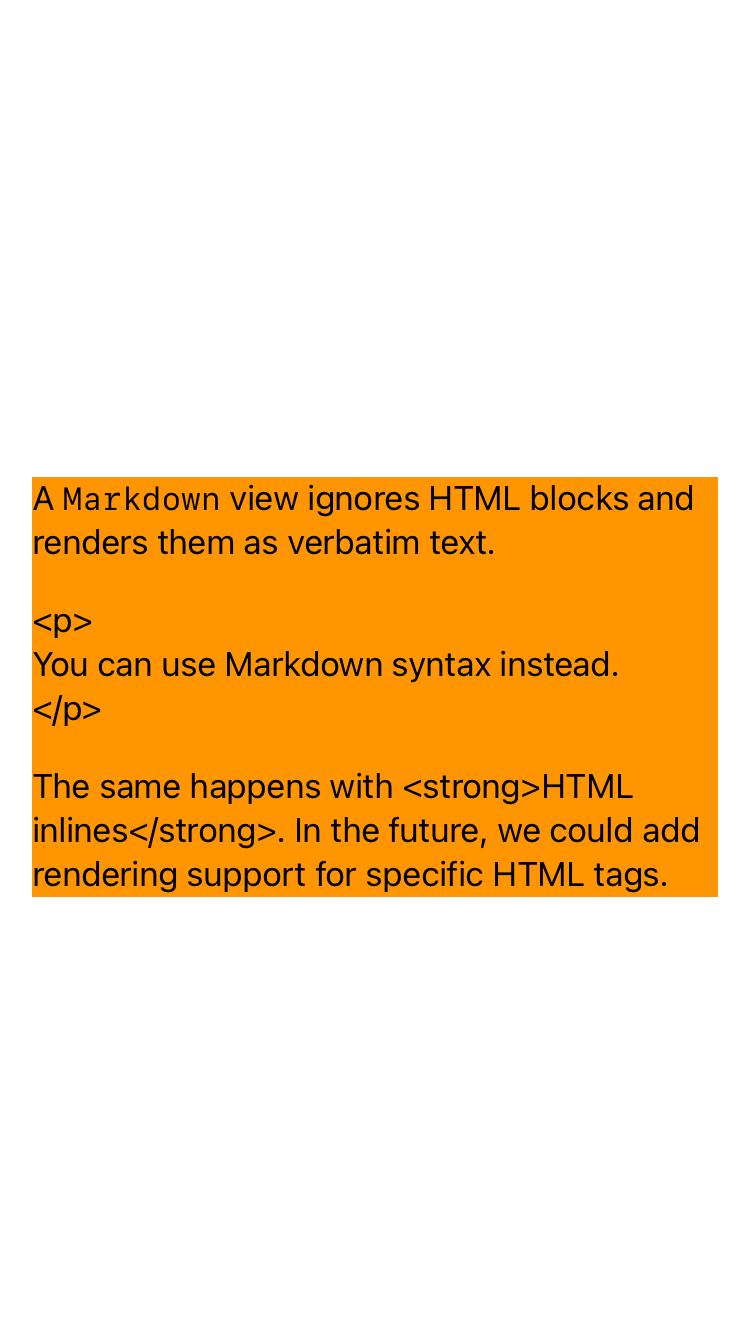 A Markdown view ignores HTML blocks and
renders them as verbatim text.
<p>
You can use Markdown syntax instead.
</p>
The same happens with <strong>HTML
inlines</strong>. In the future, we could add
rendering support for specific HTML tags.